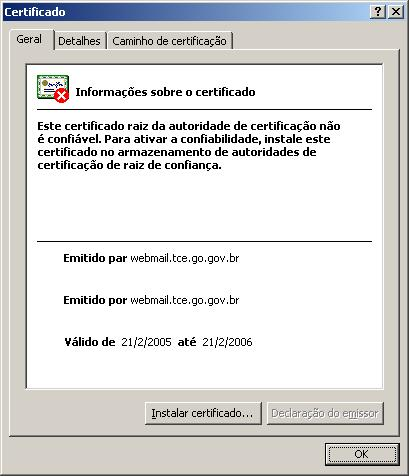 Certificado
Geral Detalhes Caminho de certificação
Informações sobre o certificado
Este certificado raiz da autoridade de certificação não
é confiável. Para ativar a confiabilidade, instale este
certificado no armazenamento de autoridades de
certificação de raiz de confiança.
Emitido par webmail.tce.go.gov.br
Emitido por webmail.tce.go.gov.br
Válido de 21/2/2005 até 21/2/2006
Instalar certificado... Declaração do emissor
OK